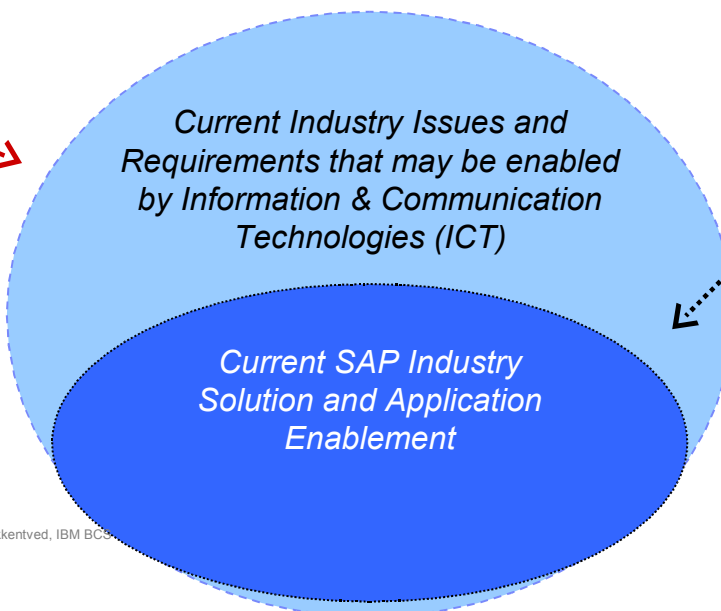 Current Industry Issues and
Requirements that may be enabled
by Information & Communication
Technologies (ICT)
Current SAP Industry
Solution and Application
Enablement
kentved, IBM BCS